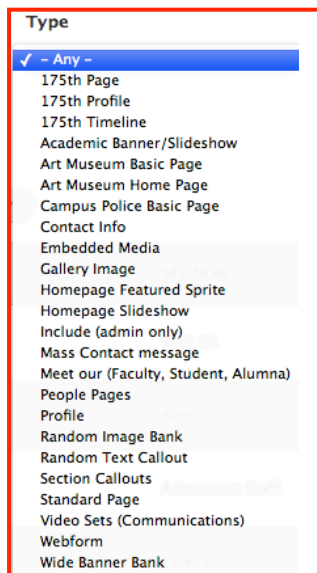 Type
✓ – Any –
175th Page
175th Profile
175th Timeline
Academic Banner/Slideshow
Art Museum Basic Page
Art Museum Home Page
Campus Police Basic Page
Contact Info
Embedded Media
Gallery Image
Homepage Featured Sprite
Homepage Slideshow
Include (admin only)
Mass Contact message
Meet our (Faculty, Student, Alumna)
People Pages
Profile
Random Image Bank
Random Text Callout
Section Callouts
Standard Page
Video Sets (Communications)
Webform
Wide Banner Bank